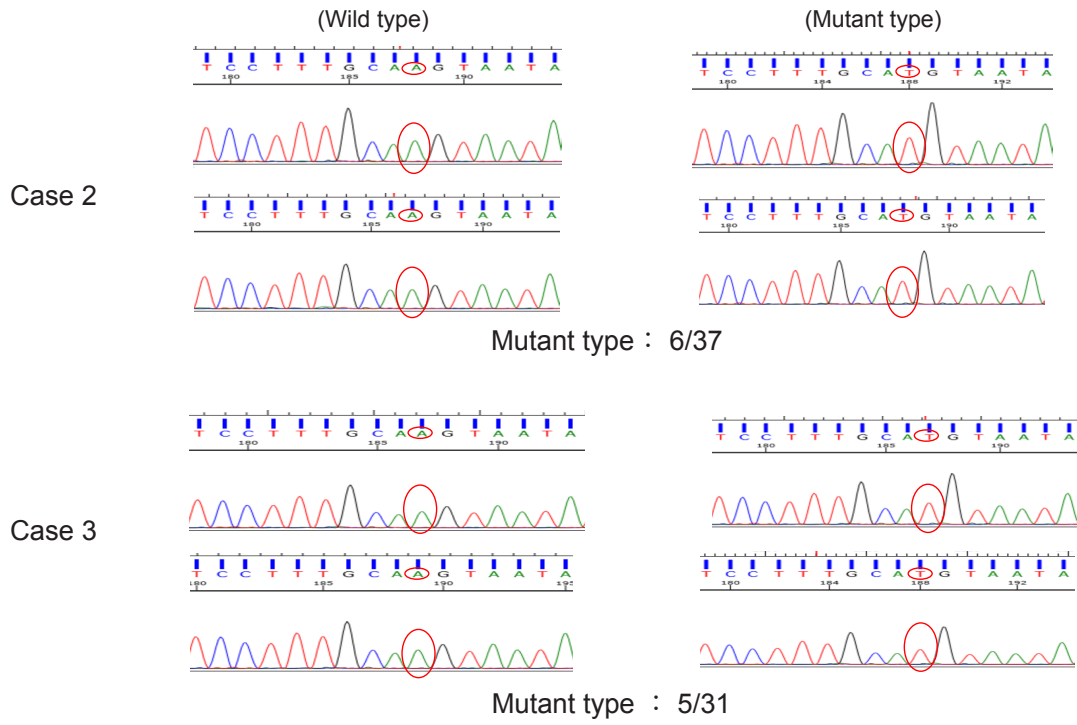 (Wild type) (Mutant type)
T C C T T T G C A A G T A A T A
180 185 190
T C C T T T G C A T G T A A T A
180 184 188 192
Case 2
T C C T T T G C A A G T A A T A
180 185 190
T C C T T T G C A T G T A A T A
180 185 190
Mutant type : 6/37
T C C T T T G C A A G T A A T A
180 185 190
T C C T T T G C A T G T A A T A
180 185 190
Case 3
T C C T T T G C A A G T A A T A
180 185 190 195
T C C T T T G C A T G T A A T A
180 184 188 192
Mutant type : 5/31